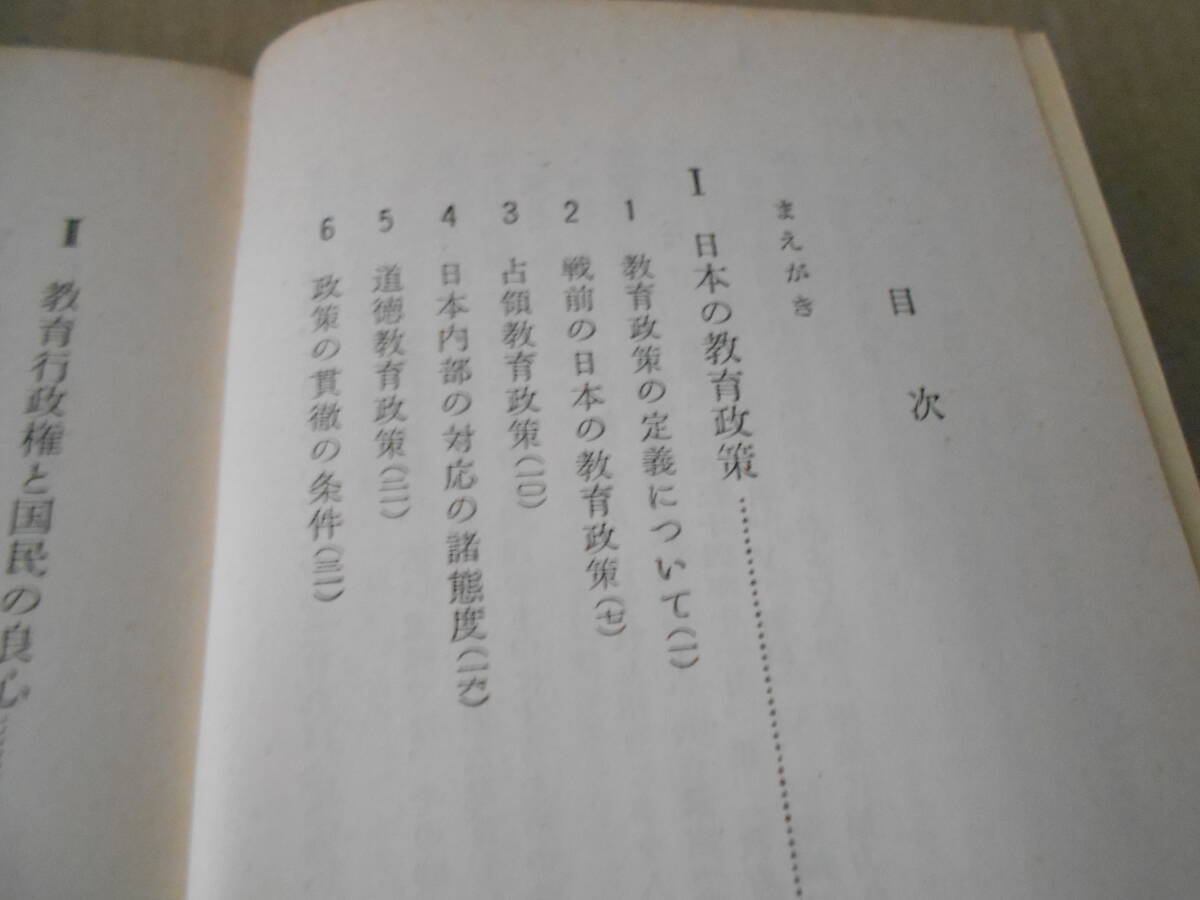 目次
まえがき
I 日本の教育政策
1 教育政策の定義について(一)
2 戦前の日本の教育政策(七)
3 占領教育政策(一〇)
4 日本内部の対応の諸態度(一六)
5 道徳教育政策(二一)
6 政策の貫徹の条件(三一)
II 教育行政権と国民の良心